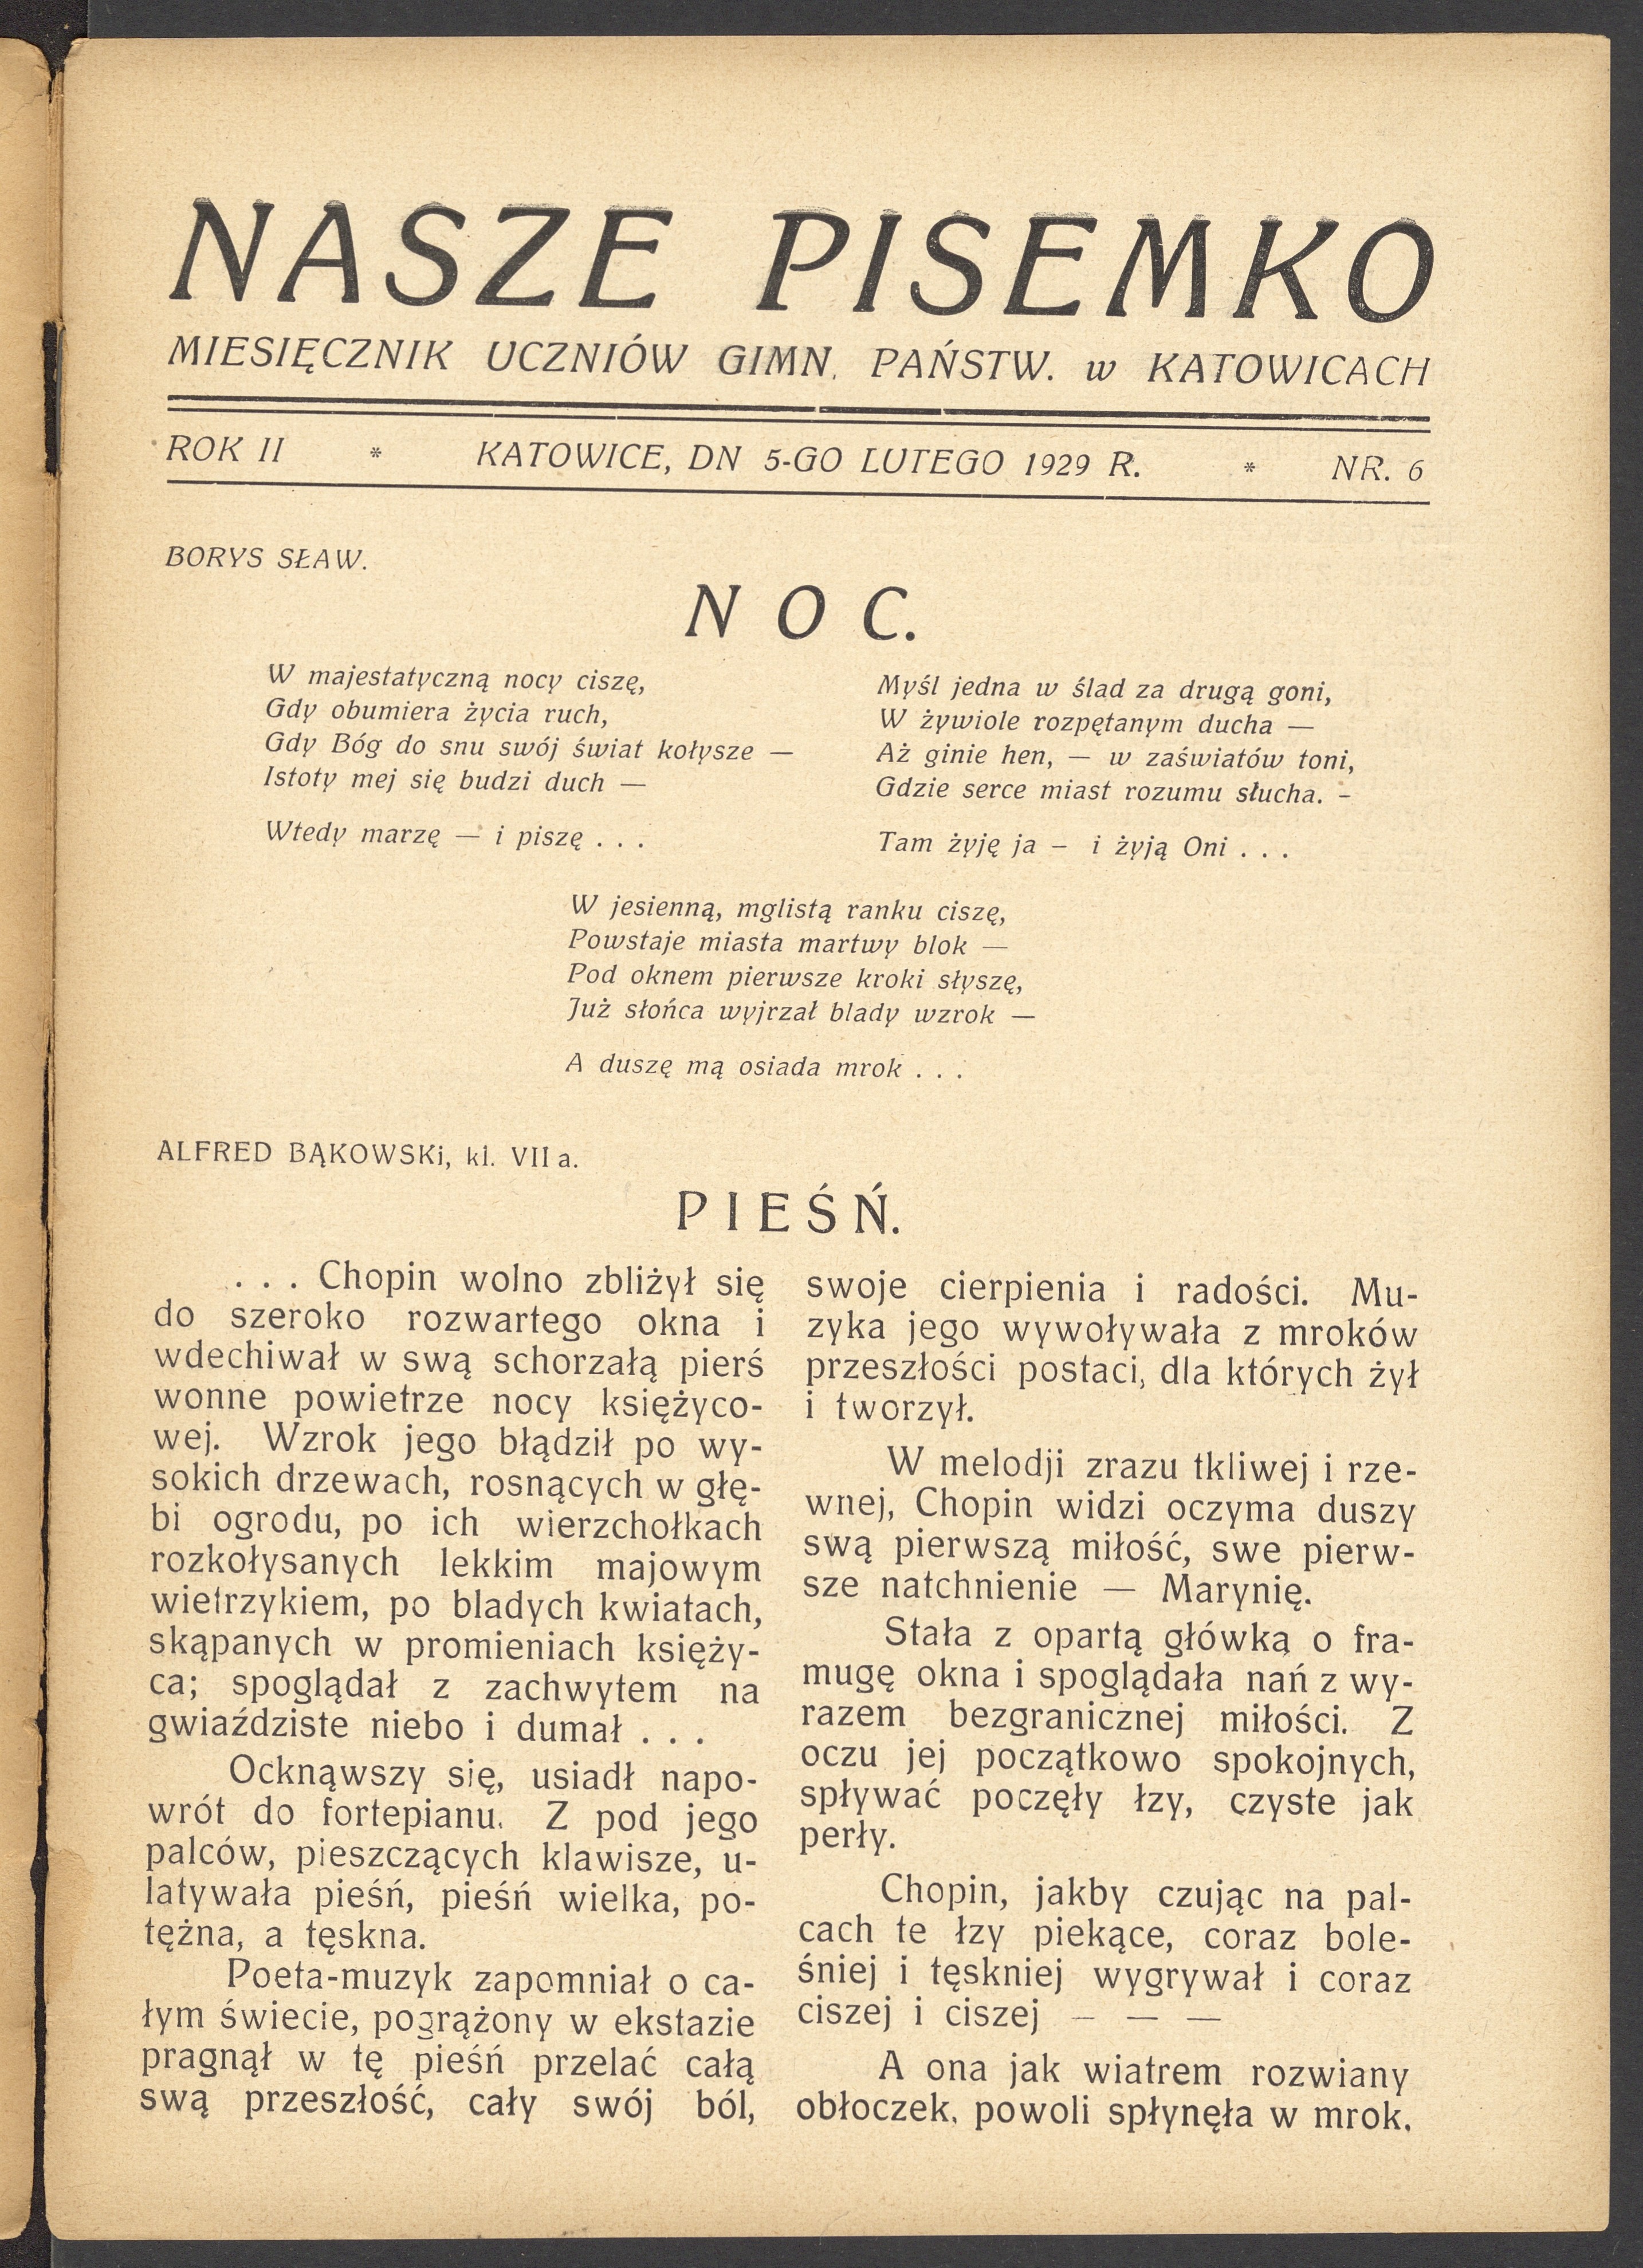 NASZE PISEMKO
MIESIĘCZNIK UCZNIÓW GIMN. PAŃSTW. w KATOWICACH
ROK II * KATOWICE, DN 5-GO LUTEGO 1929 R. * NR. 6
BORYS SŁAW.
NOC.
W majestatyczną nocy ciszę,
Gdy obumiera życia ruch,
Gdy Bóg do snu swój świat kołysze —
Istoty mej się budzi duch —
Wtedy marzę — i piszę . . .
Myśl jedna w ślad za drugą goni,
W żywiole rozpętanym ducha —
Aż ginie hen, — w zaświatów toni,
Gdzie serce miast rozumu słucha. –
Tam żyję ja – i żyją Oni . . .
W jesienną, mglistą ranku ciszę,
Powstaje miasta martwy blok —
Pod oknem pierwsze kroki słyszę,
Już słońca wyjrzał blady wzrok —
A duszę mą osiada mrok . . .
ALFRED BĄKOWSKi, kl. VII a.
PIEŚŃ.
. . . Chopin wolno zbliżył się
do szeroko rozwartego okna i
wdechiwał w swą schorzałą pierś
wonne powietrze nocy księżyco-
wej. Wzrok jego błądził po wy-
sokich drzewach, rosnących w głę-
bi ogrodu, po ich wierzchołkach
rozkołysanych lekkim majowym
wietrzykiem, po bladych kwiatach,
skąpanych w promieniach księży-
ca; spoglądał z zachwytem na
gwiaździste niebo i dumał . . .
Ocknąwszy się, usiadł napo-
wrót do fortepianu. Z pod jego
palców, pieszczących klawisze, u-
latywała pieśń, pieśń wielka, po-
tężna, a tęskna.
Poeta-muzyk zapomniał o ca-
łym świecie, pogrążony w ekstazie
pragnął w tę pieśń przelać całą
swą przeszłość, cały swój ból,
swoje cierpienia i radości. Mu-
zyka jego wywoływała z mroków
przeszłości postaci, dla których żył
i tworzył.
W melodji zrazu tkliwej i rze-
wnej, Chopin widzi oczyma duszy
swą pierwszą miłość, swe pierw-
sze natchnienie — Marynię.
Stała z opartą główką o fra-
mugę okna i spoglądała nań z wy-
razem bezgranicznej miłości. Z
oczu jej początkowo spokojnych,
spływać poczęły łzy, czyste jak
perły.
Chopin, jakby czując na pal-
cach te łzy piekące, coraz bole-
śniej i tęskniej wygrywał i coraz
ciszej i ciszej — — —
A ona jak wiatrem rozwiany
obłoczek, powoli spłynęła w mrok.